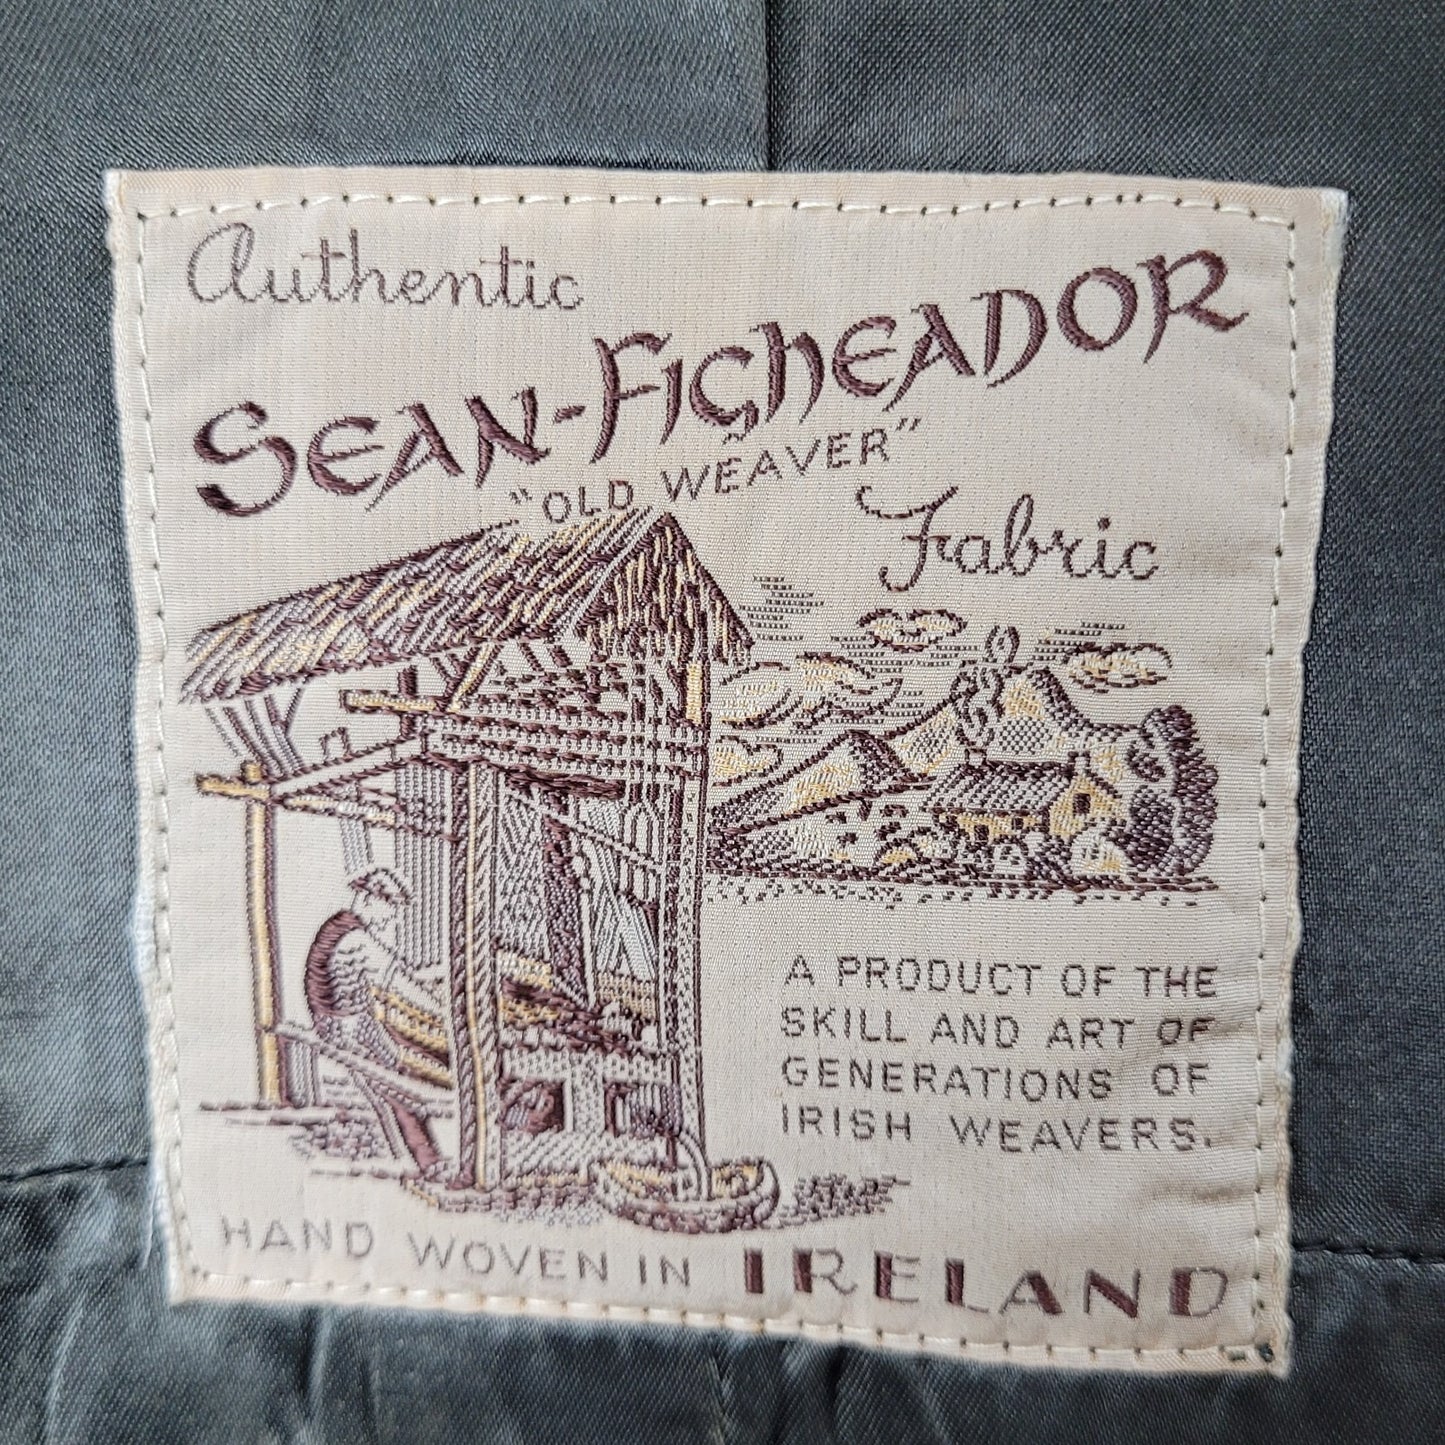 Authentic
SEAN-FIGHEADOR
"OLD WEAVER"
Fabric
A PRODUCT OF THE
SKILL AND ART OF
GENERATIONS OF
IRISH WEAVERS.
HAND WOVEN IN IRELAND